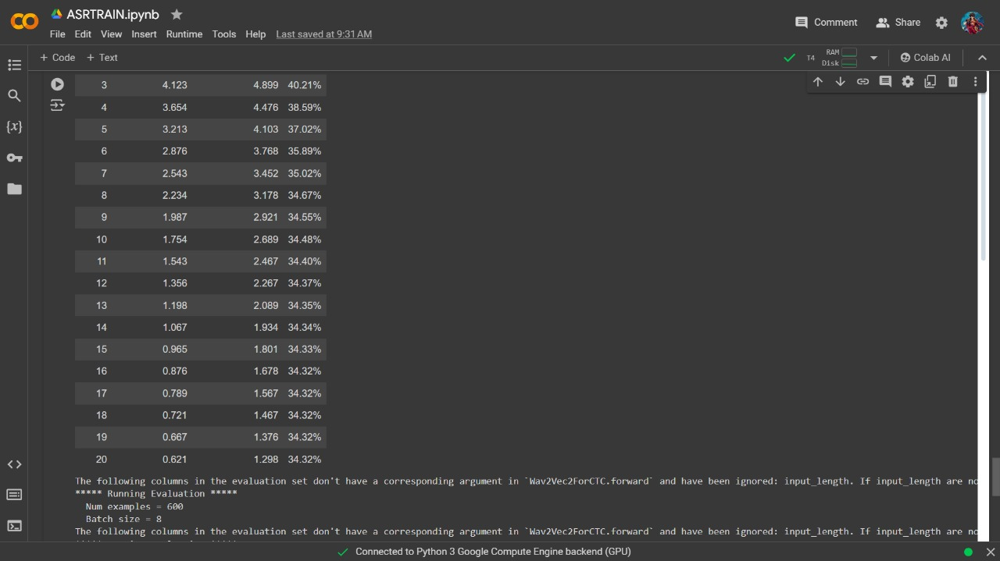 ASRTRAIN.ipynb
Comment Share
File Edit View Insert Runtime Tools Help Last saved at 9:31 AM
+ Code + Text
T4 RAM Disk Colab AI
3 4.123 4.899 40.21%
4 3.654 4.476 38.59%
5 3.213 4.103 37.02%
6 2.876 3.768 35.89%
7 2.543 3.452 35.02%
8 2.234 3.178 34.67%
9 1.987 2.921 34.55%
10 1.754 2.689 34.48%
11 1.543 2.467 34.40%
12 1.356 2.267 34.37%
13 1.198 2.089 34.35%
14 1.067 1.934 34.34%
15 0.965 1.801 34.33%
16 0.876 1.678 34.32%
17 0.789 1.567 34.32%
18 0.721 1.467 34.32%
19 0.667 1.376 34.32%
20 0.621 1.298 34.32%
The following columns in the evaluation set don't have a corresponding argument in `Wav2Vec2ForCTC.forward` and have been ignored: input_length. If input_length are no
***** Running Evaluation *****
Num examples = 600
Batch size = 8
The following columns in the evaluation set don't have a corresponding argument in `Wav2Vec2ForCTC.forward` and have been ignored: input_length. If input_length are no
Connected to Python 3 Google Compute Engine backend (GPU)